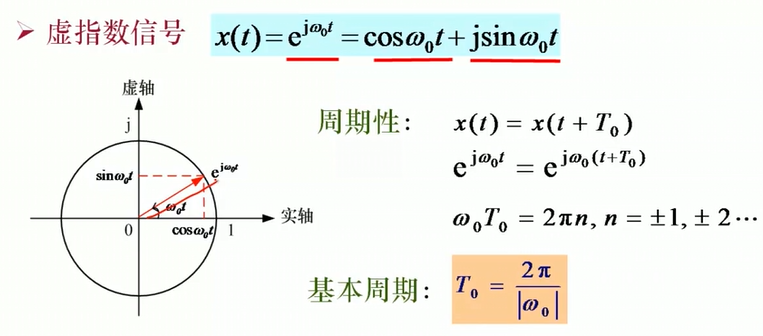 ➢ 虚指数信号 x(t) = e^{jω₀t} = cosω₀t + jsinω₀t
虚轴
j
sinω₀t
e^{jω₀t}
ω₀t
0
cosω₀t
1
实轴
周期性： x(t) = x(t + T₀)
e^{jω₀t} = e^{jω₀(t+T₀)}
ω₀T₀ = 2πn, n = ±1, ± 2 ⋯
基本周期： T₀ = 2π / |ω₀|